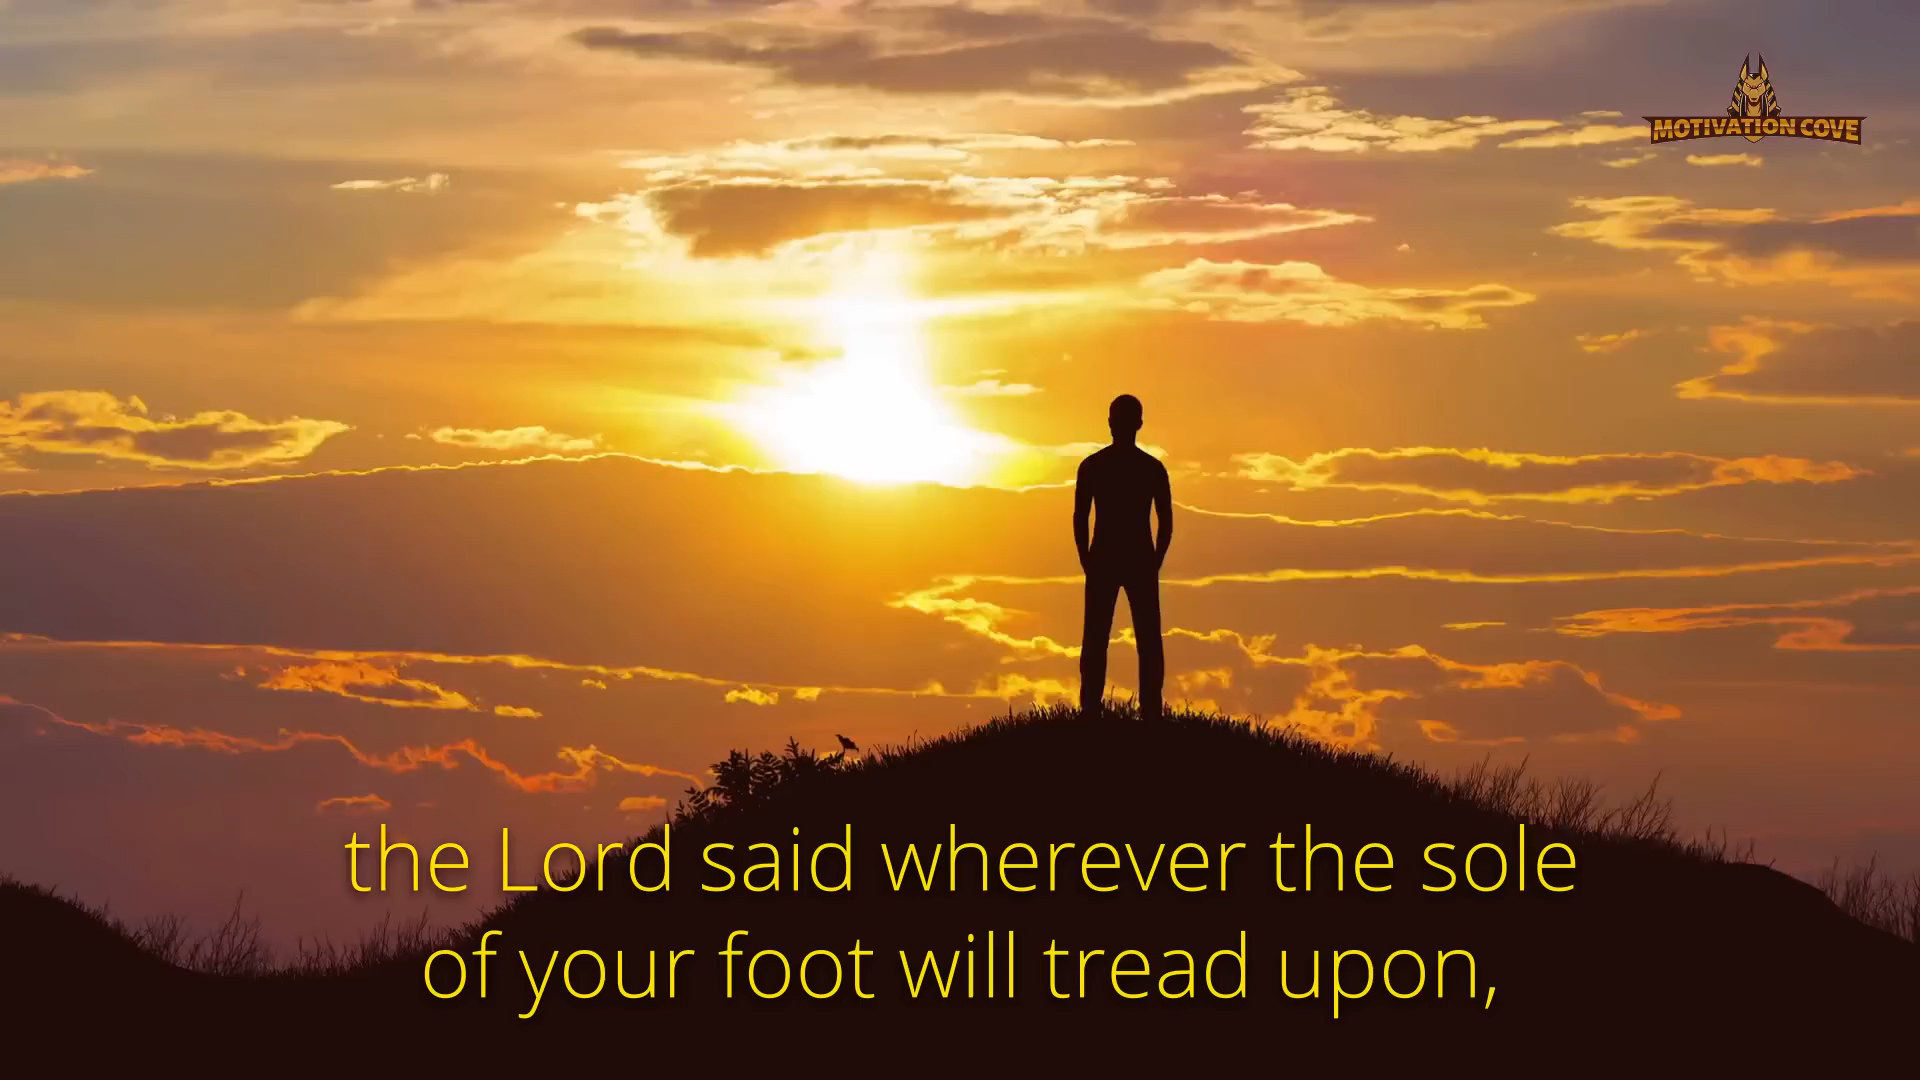 MOTIVATION COVE
the Lord said wherever the sole
of your foot will tread upon,